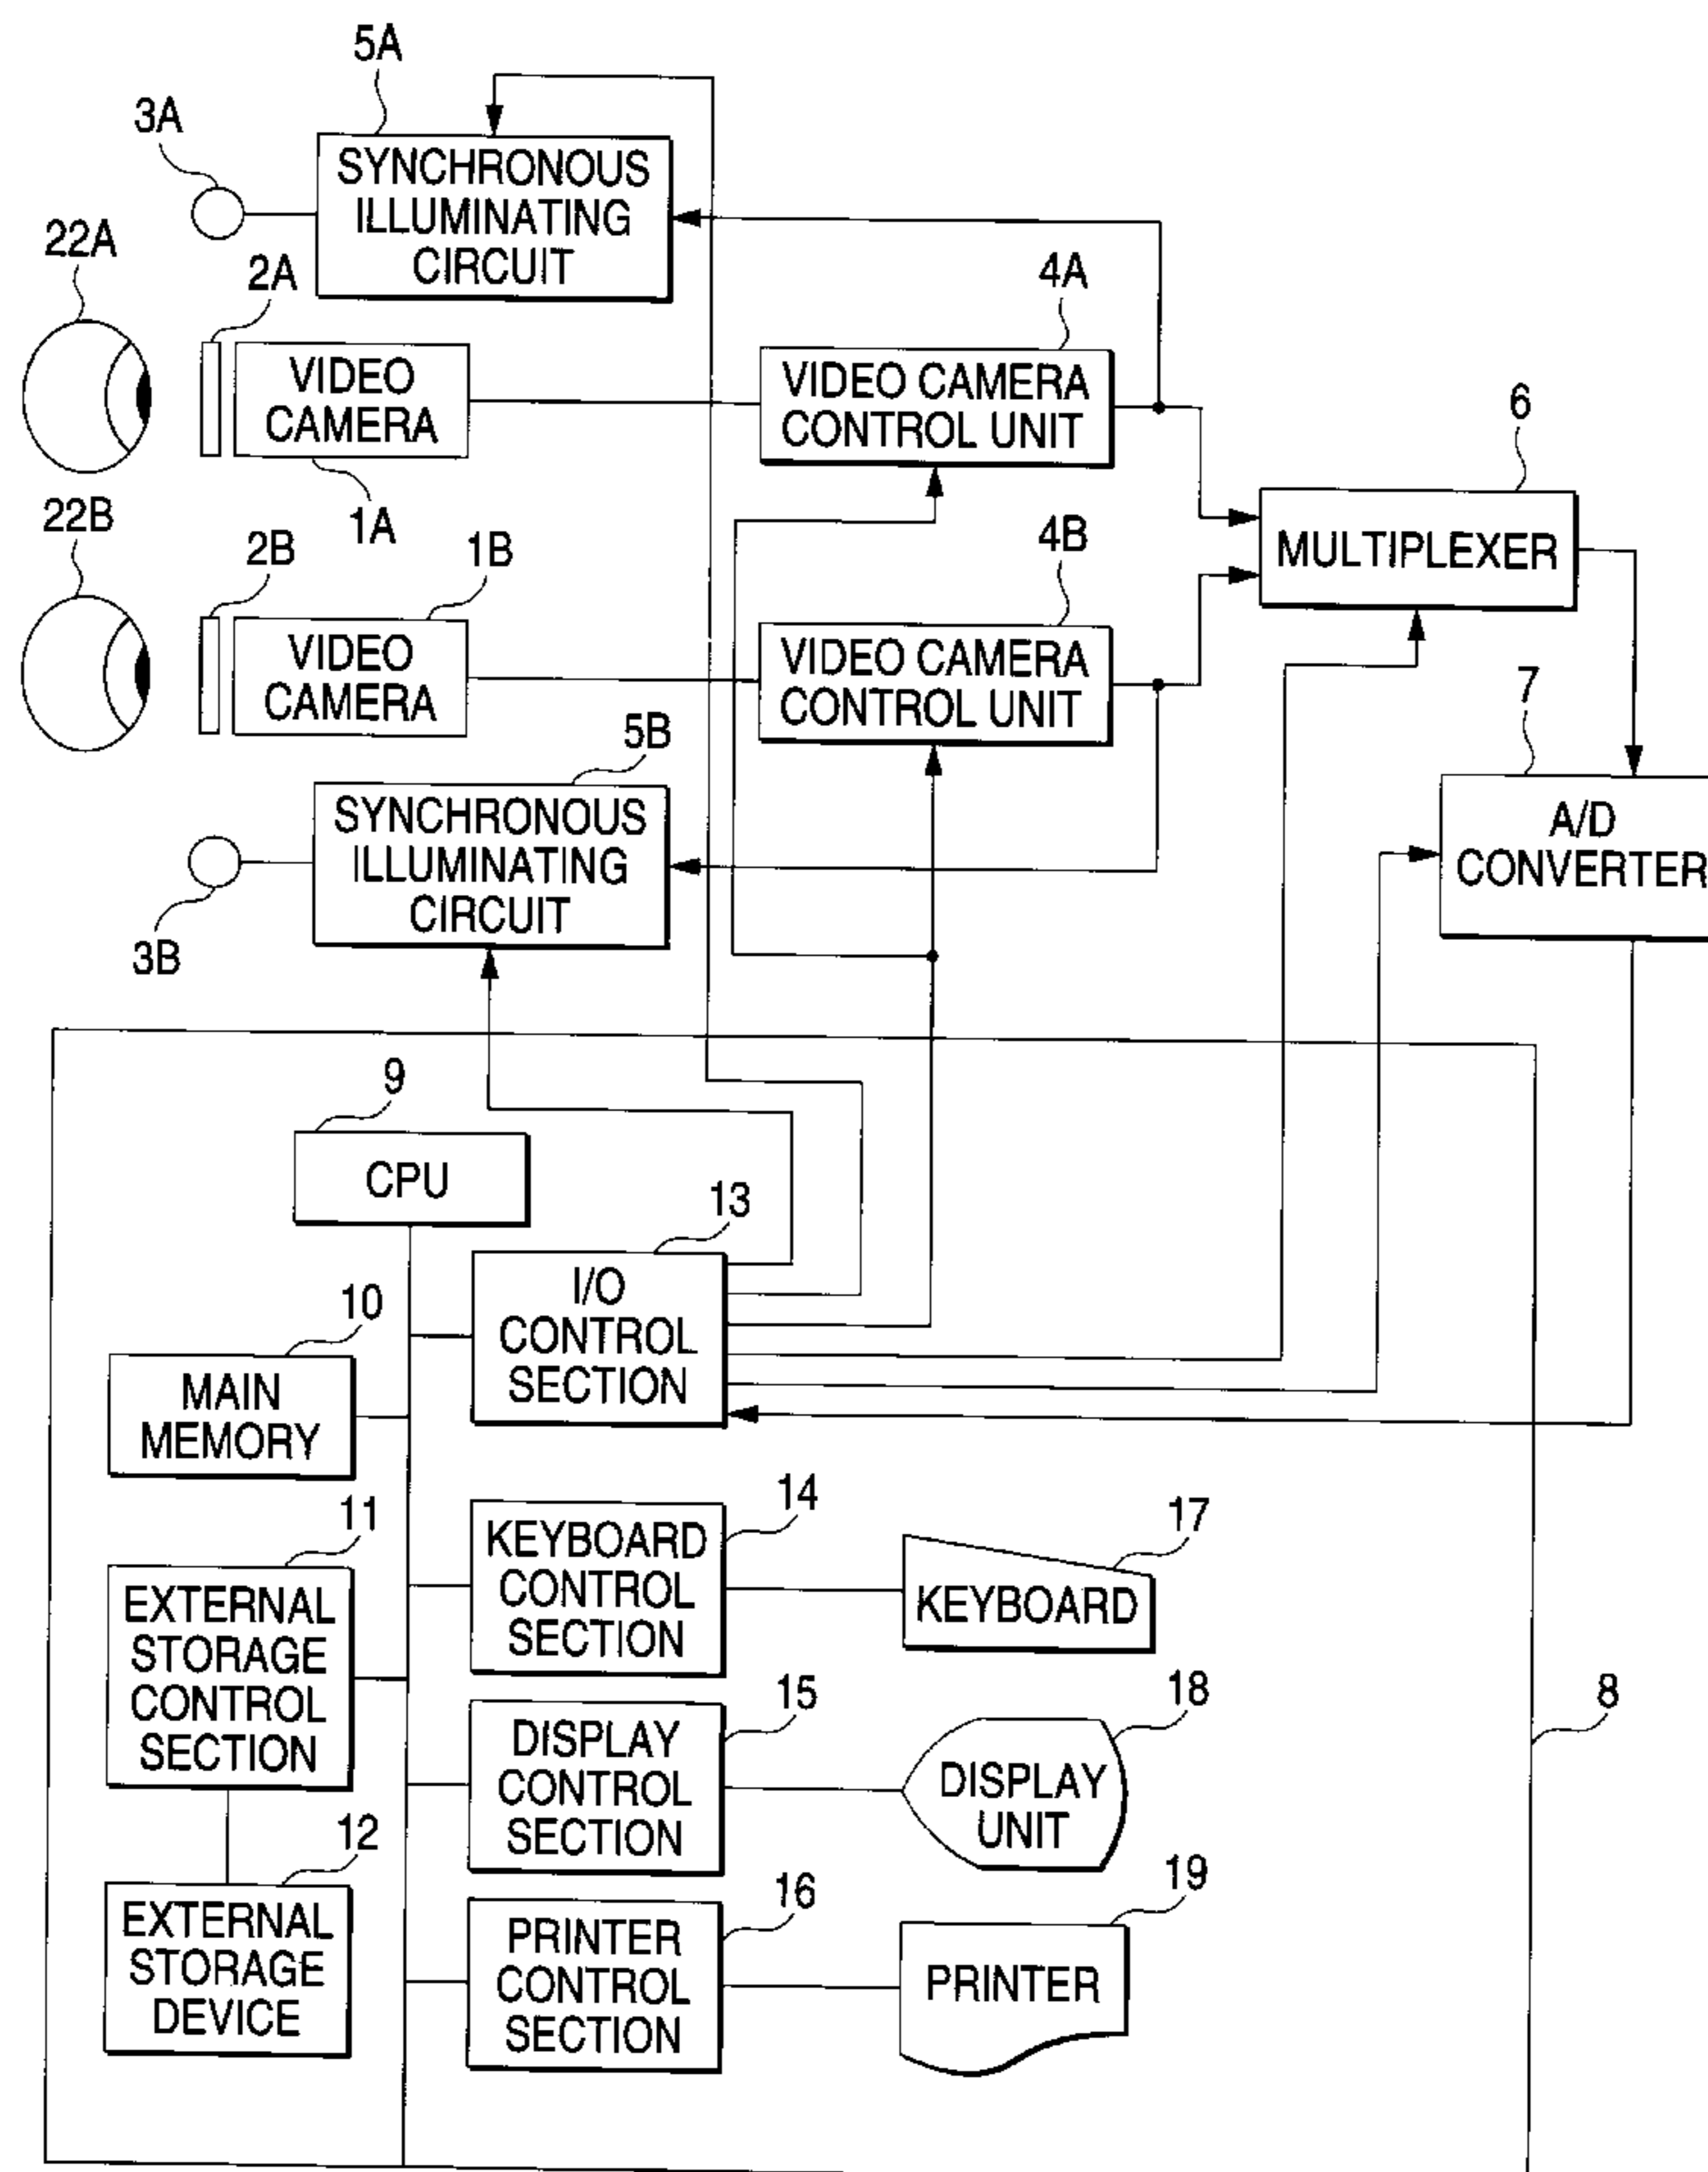 5A
3A
SYNCHRONOUS
ILLUMINATING
CIRCUIT
22A
2A
4A
VIDEO
CAMERA
VIDEO CAMERA
CONTROL UNIT
6
1A
22B
2B
1B
4B
MULTIPLEXER
VIDEO
CAMERA
VIDEO CAMERA
CONTROL UNIT
7
5B
SYNCHRONOUS
ILLUMINATING
CIRCUIT
A/D
CONVERTER
3B
9
CPU
13
I/O
CONTROL
SECTION
10
MAIN
MEMORY
11
14
17
KEYBOARD
CONTROL
SECTION
KEYBOARD
EXTERNAL
STORAGE
CONTROL
SECTION
15
18
8
DISPLAY
CONTROL
SECTION
DISPLAY
UNIT
12
16
19
EXTERNAL
STORAGE
DEVICE
PRINTER
CONTROL
SECTION
PRINTER